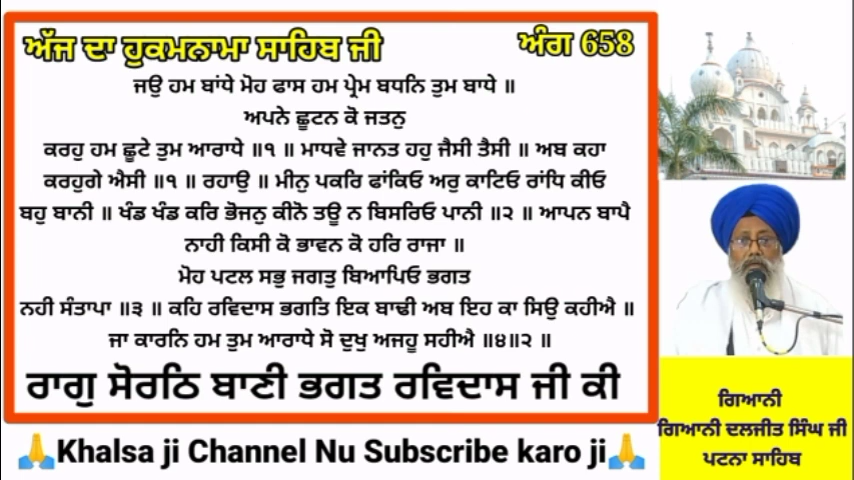 ਅੱਜ ਦਾ ਹੁਕਮਨਾਮਾ ਸਾਹਿਬ ਜੀ
ਅੰਗ 658
ਜਉ ਹਮ ਬਾਂਧੇ ਮੋਹ ਫਾਸ ਹਮ ਪ੍ਰੇਮ ਬਧਨਿ ਤੁਮ ਬਾਧੇ ॥
ਅਪਨੇ ਛੂਟਨ ਕੋ ਜਤਨੁ
ਕਰਹੁ ਹਮ ਛੂਟੇ ਤੁਮ ਆਰਾਧੇ ॥੧ ॥ ਮਾਧਵੇ ਜਾਨਤ ਹਹੁ ਜੈਸੀ ਤੈਸੀ ॥ ਅਬ ਕਹਾ
ਕਰਹੁਗੇ ਐਸੀ ॥੧ ॥ ਰਹਾਉ ॥ ਮੀਨੁ ਪਕਰਿ ਫਾਂਕਿਓ ਅਰੁ ਕਾਟਿਓ ਰਾਂਧਿ ਕੀਓ
ਬਹੁ ਬਾਨੀ ॥ ਖੰਡ ਖੰਡ ਕਰਿ ਭੋਜਨੁ ਕੀਨੋ ਤਊ ਨ ਬਿਸਰਿਓ ਪਾਨੀ ॥੨ ॥ ਆਪਨ ਬਾਪੈ
ਨਾਹੀ ਕਿਸੀ ਕੋ ਭਾਵਨ ਕੋ ਹਰਿ ਰਾਜਾ ॥
ਮੋਹ ਪਟਲ ਸਭੁ ਜਗਤੁ ਬਿਆਪਿਓ ਭਗਤ
ਨਹੀ ਸੰਤਾਪਾ ॥੩ ॥ ਕਹਿ ਰਵਿਦਾਸ ਭਗਤਿ ਇਕ ਬਾਢੀ ਅਬ ਇਹ ਕਾ ਸਿਉ ਕਹੀਐ ॥
ਜਾ ਕਾਰਨਿ ਹਮ ਤੁਮ ਆਰਾਧੇ ਸੋ ਦੁਖੁ ਅਜਹੂ ਸਹੀਐ ॥੪॥੨ ॥
ਰਾਗੁ ਸੋਰਠਿ ਬਾਣੀ ਭਗਤ ਰਵਿਦਾਸ ਜੀ ਕੀ
🙏Khalsa ji Channel Nu Subscribe karo ji🙏
ਗਿਆਨੀ
ਗਿਆਨੀ ਦਲਜੀਤ ਸਿੰਘ ਜੀ
ਪਟਨਾ ਸਾਹਿਬ